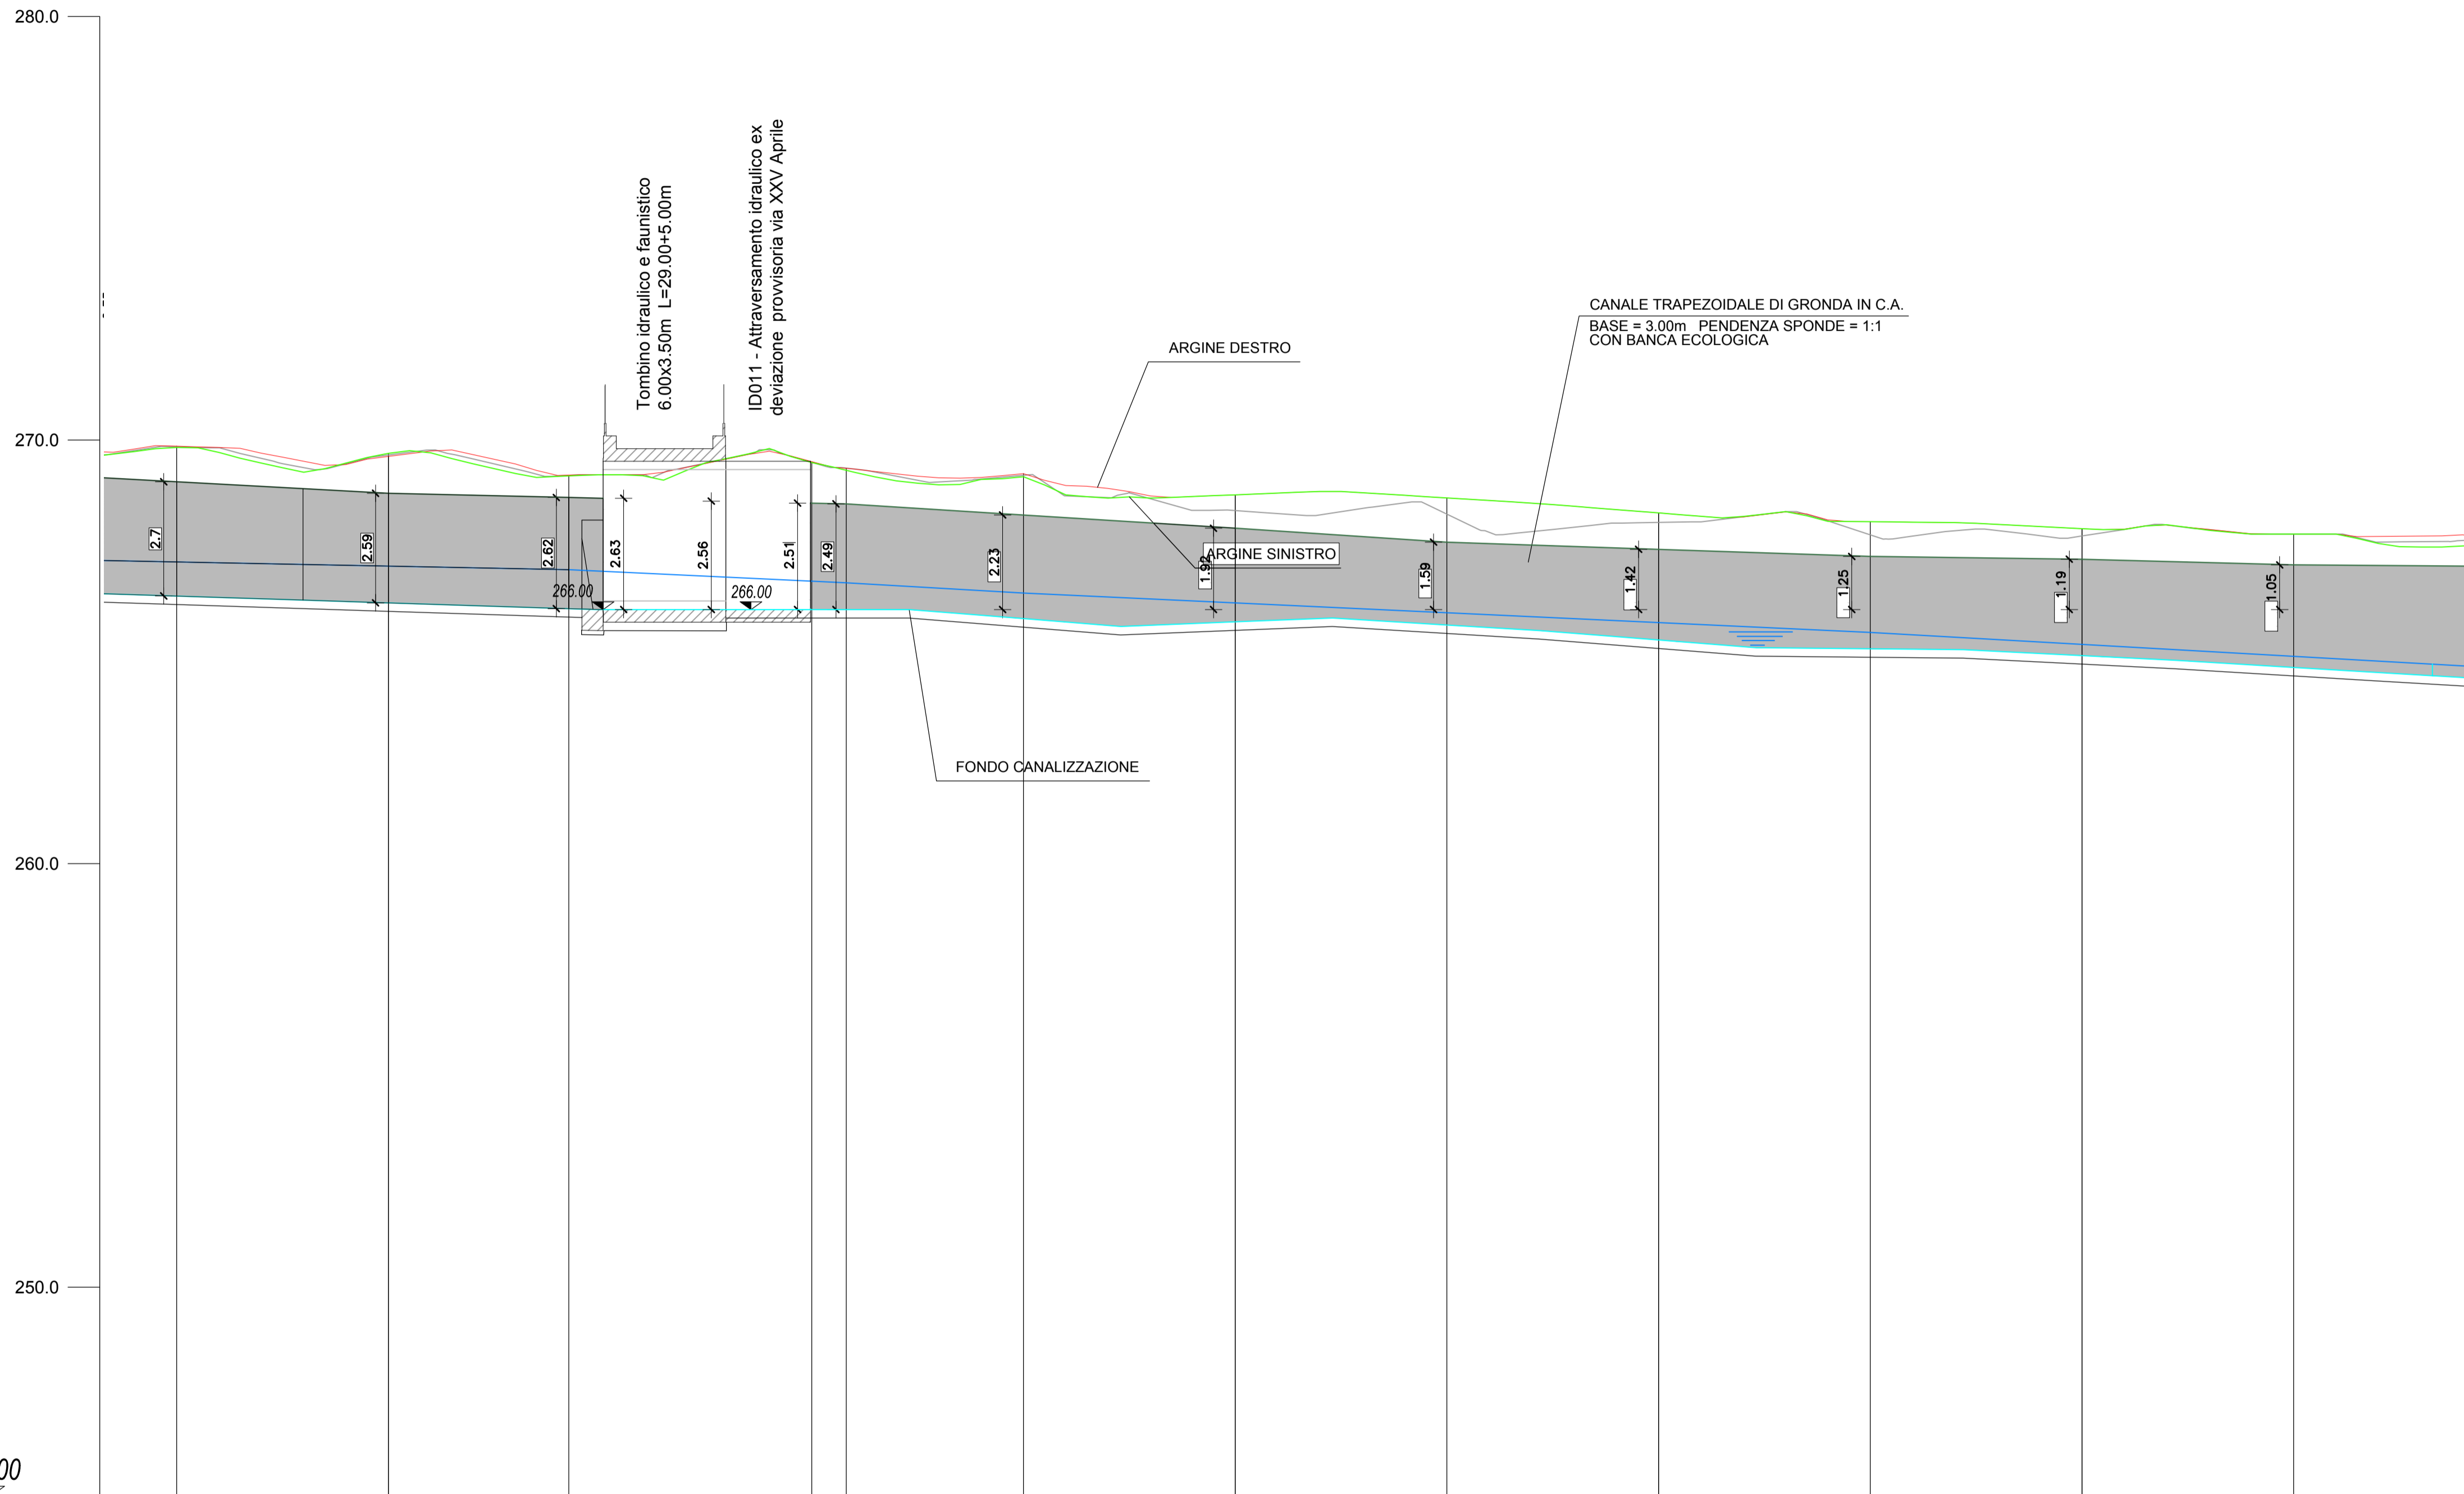 280.0
270.0
260.0
250.0
Tombino idraulico e faunistico
6.00x3.50m L=29.00+5.00m
ID011 - Attraversamento idraulico ex
deviazione provvisoria via XXV Aprile
CANALE TRAPEZOIDALE DI GRONDA IN C.A.
BASE = 3.00m PENDENZA SPONDE = 1:1
CON BANCA ECOLOGICA
ARGINE DESTRO
ARGINE SINISTRO
FONDO CANALIZZAZIONE
2.7
2.59
2.62
2.63
2.56
2.51
2.49
2.23
1.92
1.59
1.42
1.25
1.19
1.05
266.00
266.00
00